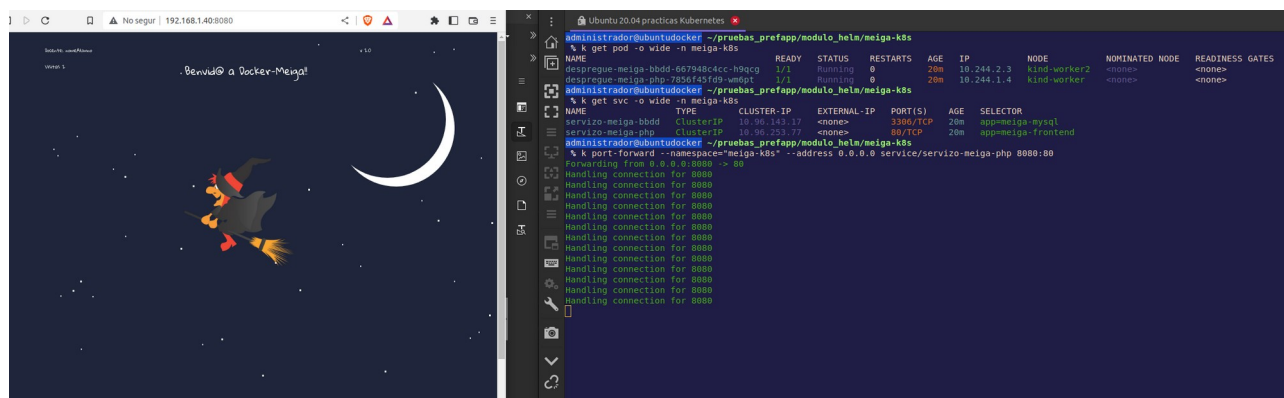 No segur 192.168.1.40:8080
v 1.0
Witch 1
. Benvid@ a Docker-Meiga!!
Ubuntu 20.04 practicas Kubernetes
administrador@ubuntudocker ~/pruebas_prefapp/modulo_helm/meiga-k8s
% k get pod -o wide -n meiga-k8s
NAME READY STATUS RESTARTS AGE IP NODE NOMINATED NODE READINESS GATES
despregue-meiga-bbdd-667948c4cc-h9qcg 1/1 Running 0 20m 10.244.2.3 kind-worker2 <none> <none>
despregue-meiga-php-7856f45fd9-wm6pt 1/1 Running 0 20m 10.244.1.4 kind-worker <none> <none>
administrador@ubuntudocker ~/pruebas_prefapp/modulo_helm/meiga-k8s
% k get svc -o wide -n meiga-k8s
NAME TYPE CLUSTER-IP EXTERNAL-IP PORT(S) AGE SELECTOR
servizo-meiga-bbdd ClusterIP 10.96.143.17 <none> 3306/TCP 20m app=meiga-mysql
servizo-meiga-php ClusterIP 10.96.253.77 <none> 80/TCP 20m app=meiga-frontend
administrador@ubuntudocker ~/pruebas_prefapp/modulo_helm/meiga-k8s
% k port-forward --namespace="meiga-k8s" --address 0.0.0.0 service/servizo-meiga-php 8080:80
Forwarding from 0.0.0.0:8080 -> 80
Handling connection for 8080
Handling connection for 8080
Handling connection for 8080
Handling connection for 8080
Handling connection for 8080
Handling connection for 8080
Handling connection for 8080
Handling connection for 8080
Handling connection for 8080
Handling connection for 8080
Handling connection for 8080
Handling connection for 8080
Handling connection for 8080